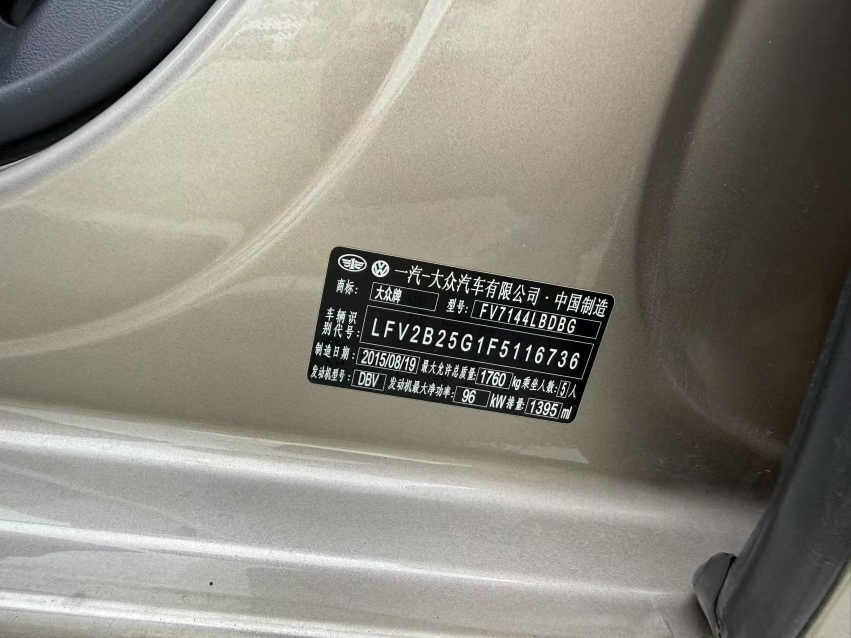 一汽-大众汽车有限公司·中国制造
商标: 大众牌 型号: FV7144LBDBG
车辆识别代号: LFV2B25G1F5116736
制造日期: 2015/08/19 最大允许总质量: 1760 kg 乘坐人数: 5 人
发动机型号: DBV 发动机最大净功率: 96 kW 排量: 1395 ml